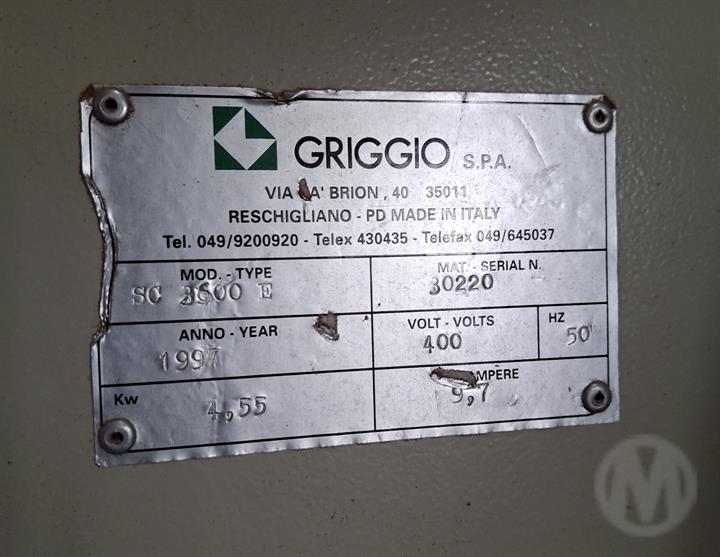 GRIGGIO S.P.A.
VIA CA' BRION , 40 35011
RESCHIGLIANO - PD MADE IN ITALY
Tel. 049/9200920 - Telex 430435 - Telefax 049/645037
MOD. - TYPE
SC 3600 E
MAT. - SERIAL N.
30220
ANNO - YEAR
1997
VOLT - VOLTS
400
HZ
50
Kw
4,55
AMPÈRE
9,7
M